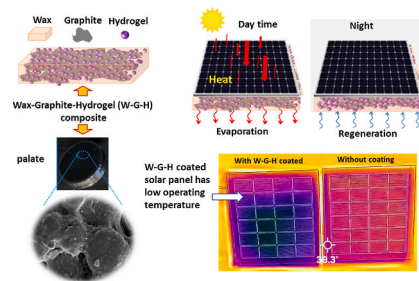 Wax
Graphite
Hydrogel
Wax-Graphite-Hydrogel (W-G-H)
composite
palate
Day time
Heat
Evaporation
Night
Regeneration
W-G-H coated
solar panel has
low operating
temperature
With W-G-H coated
Without coating
39.3°